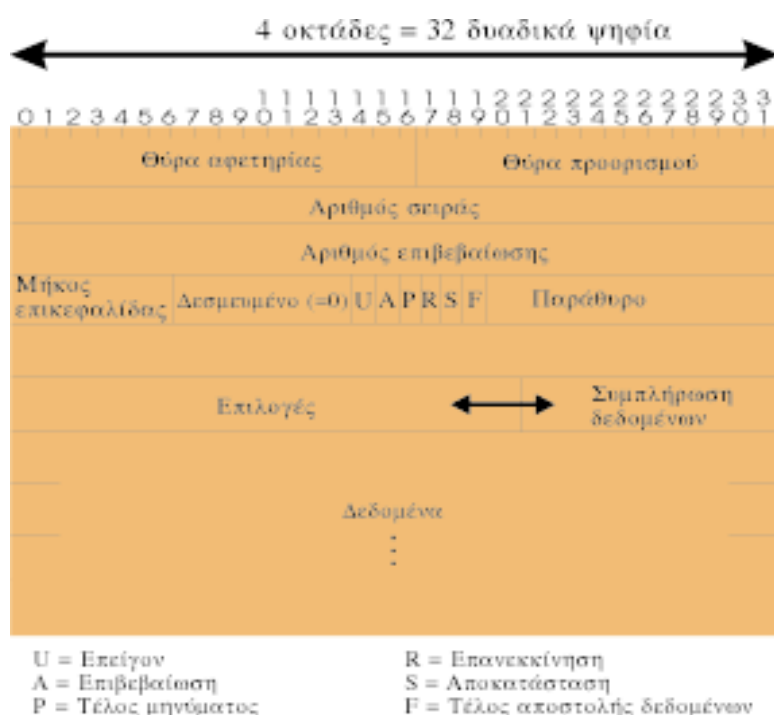 4 οκτάδες = 32 δυαδικά ψηφία
0 1 2 3 4 5 6 7 8 9 10 11 12 13 14 15 16 17 18 19 20 21 22 23 24 25 26 27 28 29 30 31
Θύρα αφετηρίας Θύρα προορισμού
Αριθμός σειράς
Αριθμός επιβεβαίωσης
Μήκος επικεφαλίδας Δεσμευμένο (=0) U A P R S F Παράθυρο
Επιλογές Συμπλήρωση δεδομένων
Δεδομένα
U = Επείγον R = Επανεκκίνηση
A = Επιβεβαίωση S = Αποκατάσταση
P = Τέλος μηνύματος F = Τέλος αποστολής δεδομένων